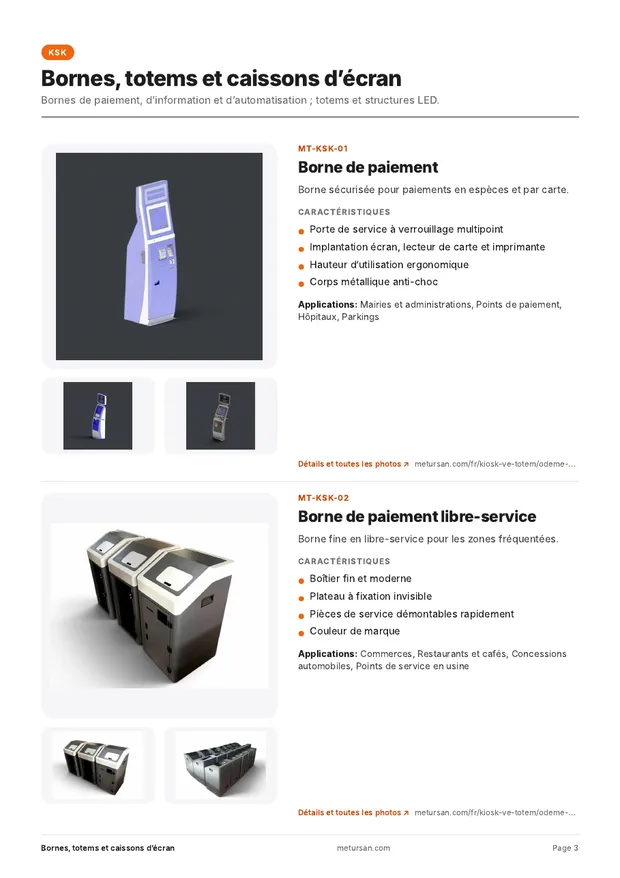 KSK
Bornes, totems et caissons d’écran
Bornes de paiement, d’information et d’automatisation ; totems et structures LED.
MT-KSK-01
Borne de paiement
Borne sécurisée pour paiements en espèces et par carte.
CARACTÉRISTIQUES
Porte de service à verrouillage multipoint
Implantation écran, lecteur de carte et imprimante
Hauteur d’utilisation ergonomique
Corps métallique anti-choc
Applications: Mairies et administrations, Points de paiement,
Hôpitaux, Parkings
Détails et toutes les photos ↗ metursan.com/fr/kiosk-ve-totem/odeme-...
MT-KSK-02
Borne de paiement libre-service
Borne fine en libre-service pour les zones fréquentées.
CARACTÉRISTIQUES
Boîtier fin et moderne
Plateau à fixation invisible
Pièces de service démontables rapidement
Couleur de marque
Applications: Commerces, Restaurants et cafés, Concessions
automobiles, Points de service en usine
Détails et toutes les photos ↗ metursan.com/fr/kiosk-ve-totem/odeme-...
Bornes, totems et caissons d’écran
metursan.com
Page 3